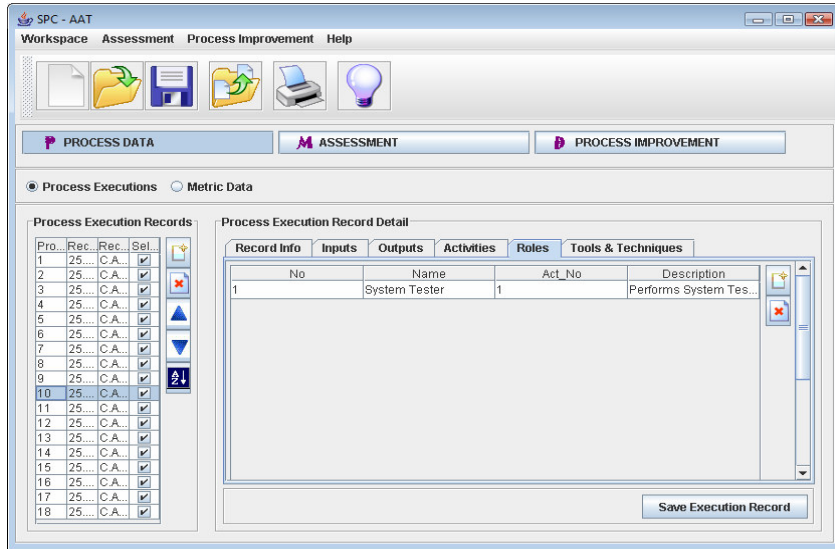 SPC - AAT
Workspace Assessment Process Improvement Help
P PROCESS DATA
M ASSESSMENT
PROCESS IMPROVEMENT
Process Executions
Metric Data
Process Execution Records
Pro... Rec... Rec... Sel...
1 25.... C.A...
2 25.... C.A...
3 25.... C.A...
4 25.... C.A...
5 25.... C.A...
6 25.... C.A...
7 25.... C.A...
8 25.... C.A...
9 25.... C.A...
10 25.... C.A...
11 25.... C.A...
12 25.... C.A...
13 25.... C.A...
14 25.... C.A...
15 25.... C.A...
16 25.... C.A...
17 25.... C.A...
18 25.... C.A...
A
Z
Process Execution Record Detail
Record Info Inputs Outputs Activities Roles Tools & Techniques
No Name Act_No Description
1 System Tester 1 Performs System Tes...
Save Execution Record